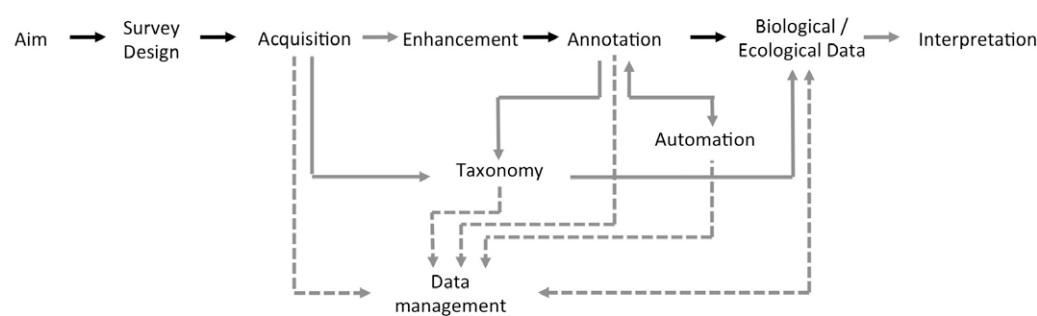 Aim
Survey
Design
Acquisition
Enhancement
Annotation
Biological /
Ecological Data
Interpretation
Automation
Taxonomy
Data
management